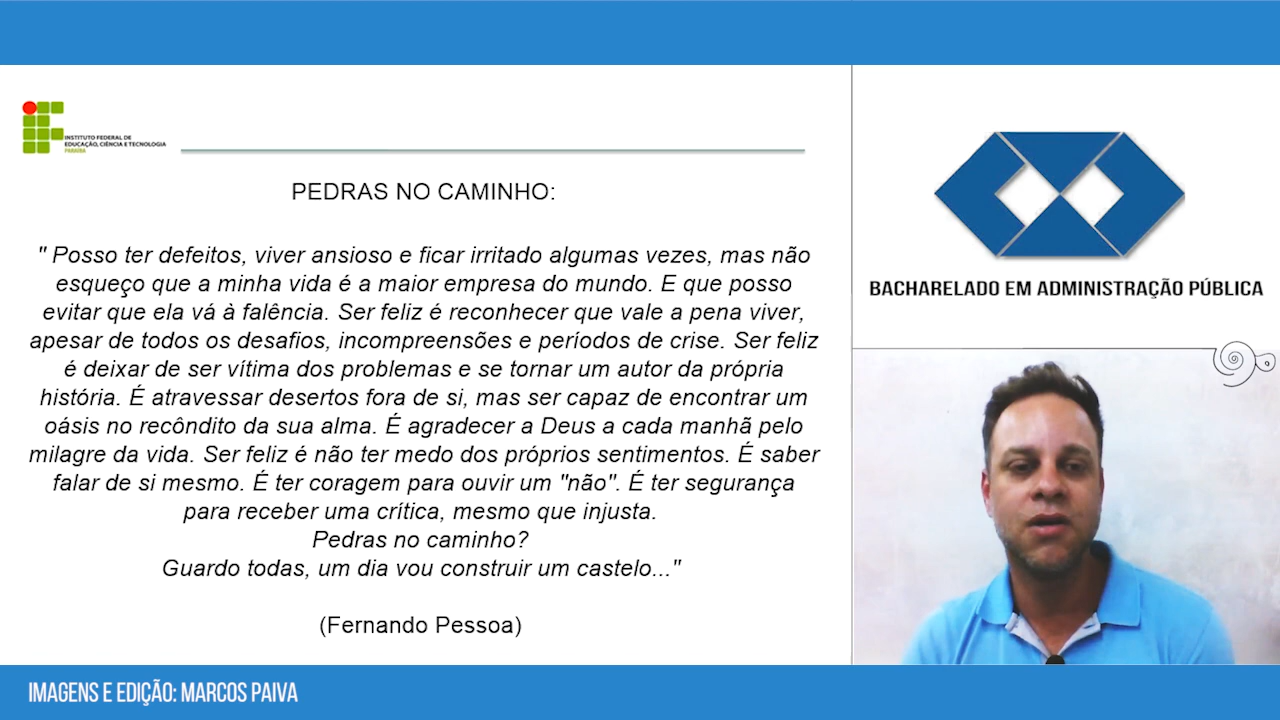 INSTITUTO FEDERAL DE
EDUCAÇÃO, CIÊNCIA E TECNOLOGIA
PARAÍBA
PEDRAS NO CAMINHO:
" Posso ter defeitos, viver ansioso e ficar irritado algumas vezes, mas não
esqueço que a minha vida é a maior empresa do mundo. E que posso
evitar que ela vá à falência. Ser feliz é reconhecer que vale a pena viver,
apesar de todos os desafios, incompreensões e períodos de crise. Ser feliz
é deixar de ser vítima dos problemas e se tornar um autor da própria
história. É atravessar desertos fora de si, mas ser capaz de encontrar um
oásis no recôndito da sua alma. É agradecer a Deus a cada manhã pelo
milagre da vida. Ser feliz é não ter medo dos próprios sentimentos. É saber
falar de si mesmo. É ter coragem para ouvir um "não". É ter segurança
para receber uma crítica, mesmo que injusta.
Pedras no caminho?
Guardo todas, um dia vou construir um castelo..."
(Fernando Pessoa)
BACHARELADO EM ADMINISTRAÇÃO PÚBLICA
IMAGENS E EDIÇÃO: MARCOS PAIVA